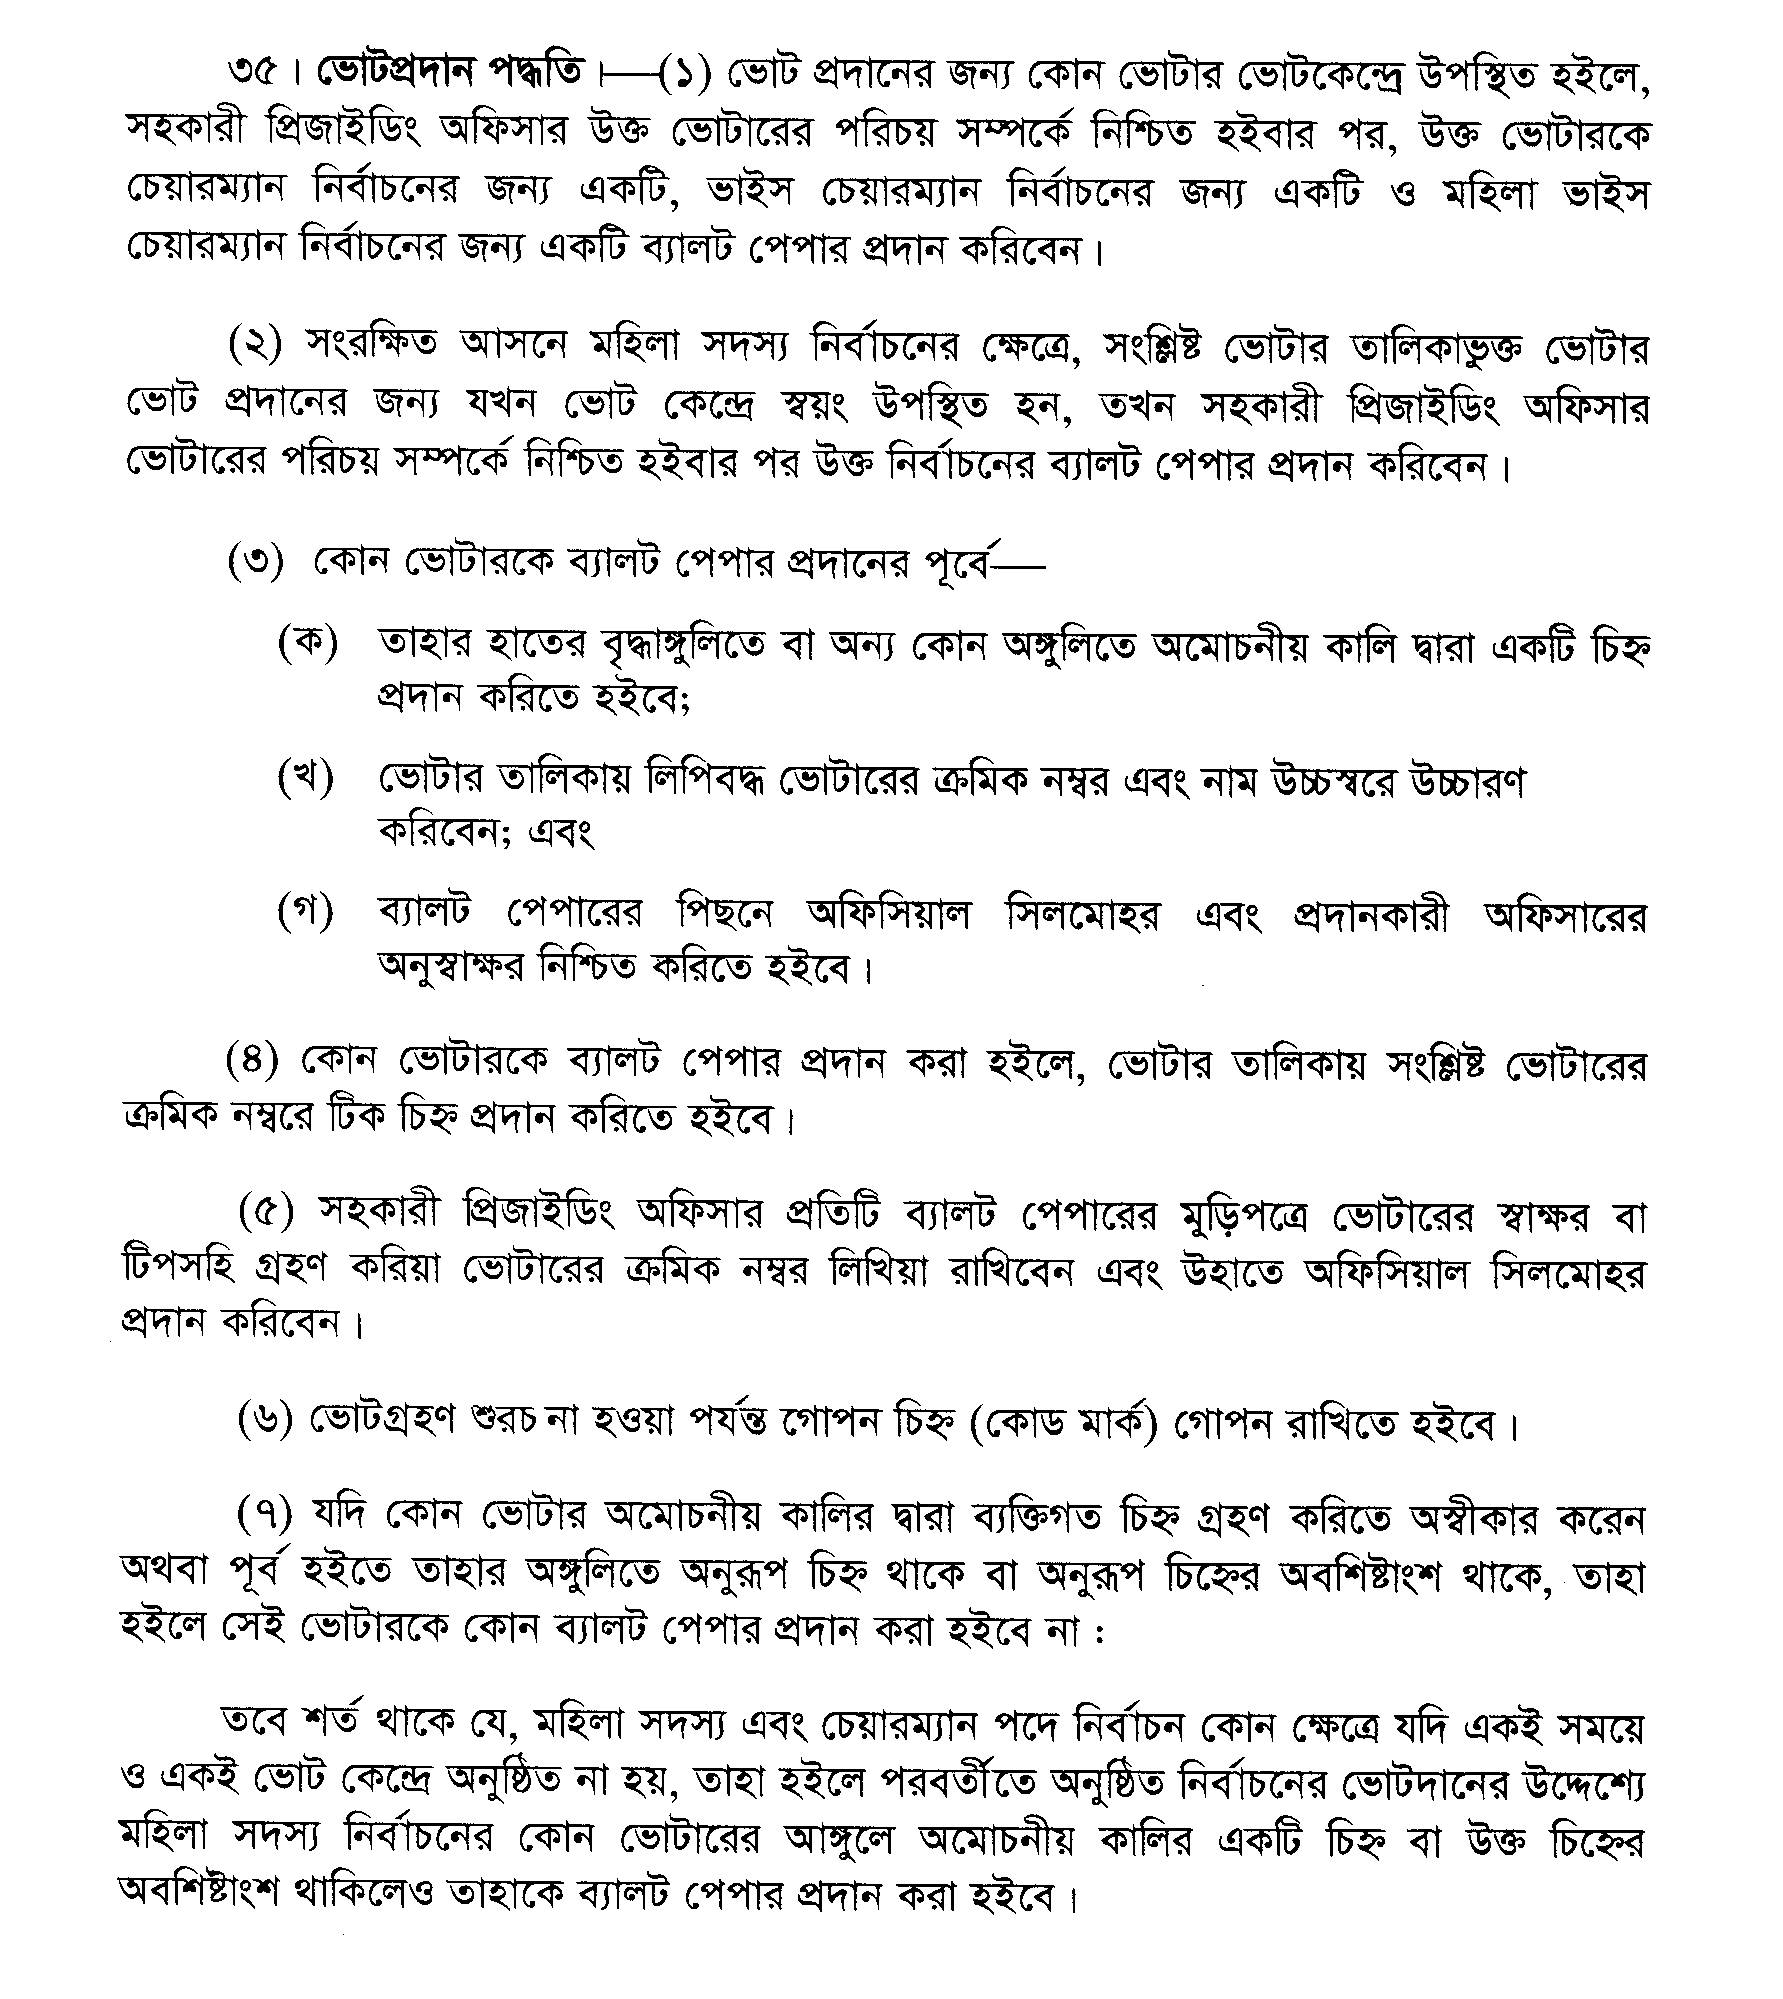 ৩৫। ভোটপ্রদান পদ্ধতি।—(১) ভোট প্রদানের জন্য কোন ভোটার ভোটকেন্দ্রে উপস্থিত হইলে,
সহকারী প্রিজাইডিং অফিসার উক্ত ভোটারের পরিচয় সম্পর্কে নিশ্চিত হইবার পর, উক্ত ভোটারকে
চেয়ারম্যান নির্বাচনের জন্য একটি, ভাইস চেয়ারম্যান নির্বাচনের জন্য একটি ও মহিলা ভাইস
চেয়ারম্যান নির্বাচনের জন্য একটি ব্যালট পেপার প্রদান করিবেন।
(২) সংরক্ষিত আসনে মহিলা সদস্য নির্বাচনের ক্ষেত্রে, সংশ্লিষ্ট ভোটার তালিকাভুক্ত ভোটার
ভোট প্রদানের জন্য যখন ভোট কেন্দ্রে স্বয়ং উপস্থিত হন, তখন সহকারী প্রিজাইডিং অফিসার
ভোটারের পরিচয় সম্পর্কে নিশ্চিত হইবার পর উক্ত নির্বাচনের ব্যালট পেপার প্রদান করিবেন।
(৩) কোন ভোটারকে ব্যালট পেপার প্রদানের পূর্বে—
(ক) তাহার হাতের বৃদ্ধাঙ্গুলিতে বা অন্য কোন অঙ্গুলিতে অমোচনীয় কালি দ্বারা একটি চিহ্ন
প্রদান করিতে হইবে;
(খ) ভোটার তালিকায় লিপিবদ্ধ ভোটারের ক্রমিক নম্বর এবং নাম উচ্চস্বরে উচ্চারণ
করিবেন; এবং
(গ) ব্যালট পেপারের পিছনে অফিসিয়াল সিলমোহর এবং প্রদানকারী অফিসারের
অনুস্বাক্ষর নিশ্চিত করিতে হইবে।
(৪) কোন ভোটারকে ব্যালট পেপার প্রদান করা হইলে, ভোটার তালিকায় সংশ্লিষ্ট ভোটারের
ক্রমিক নম্বরে টিক চিহ্ন প্রদান করিতে হইবে।
(৫) সহকারী প্রিজাইডিং অফিসার প্রতিটি ব্যালট পেপারের মুড়িপত্রে ভোটারের স্বাক্ষর বা
টিপসহি গ্রহণ করিয়া ভোটারের ক্রমিক নম্বর লিখিয়া রাখিবেন এবং উহাতে অফিসিয়াল সিলমোহর
প্রদান করিবেন।
(৬) ভোটগ্রহণ শুরচ না হওয়া পর্যন্ত গোপন চিহ্ন (কোড মার্ক) গোপন রাখিতে হইবে।
(৭) যদি কোন ভোটার অমোচনীয় কালির দ্বারা ব্যক্তিগত চিহ্ন গ্রহণ করিতে অস্বীকার করেন
অথবা পূর্ব হইতে তাহার অঙ্গুলিতে অনুরূপ চিহ্ন থাকে বা অনুরূপ চিহ্নের অবশিষ্টাংশ থাকে, তাহা
হইলে সেই ভোটারকে কোন ব্যালট পেপার প্রদান করা হইবে না :
তবে শর্ত থাকে যে, মহিলা সদস্য এবং চেয়ারম্যান পদে নির্বাচন কোন ক্ষেত্রে যদি একই সময়ে
ও একই ভোট কেন্দ্রে অনুষ্ঠিত না হয়, তাহা হইলে পরবর্তীতে অনুষ্ঠিত নির্বাচনের ভোটদানের উদ্দেশ্যে
মহিলা সদস্য নির্বাচনের কোন ভোটারের আঙ্গুলে অমোচনীয় কালির একটি চিহ্ন বা উক্ত চিহ্নের
অবশিষ্টাংশ থাকিলেও তাহাকে ব্যালট পেপার প্রদান করা হইবে।